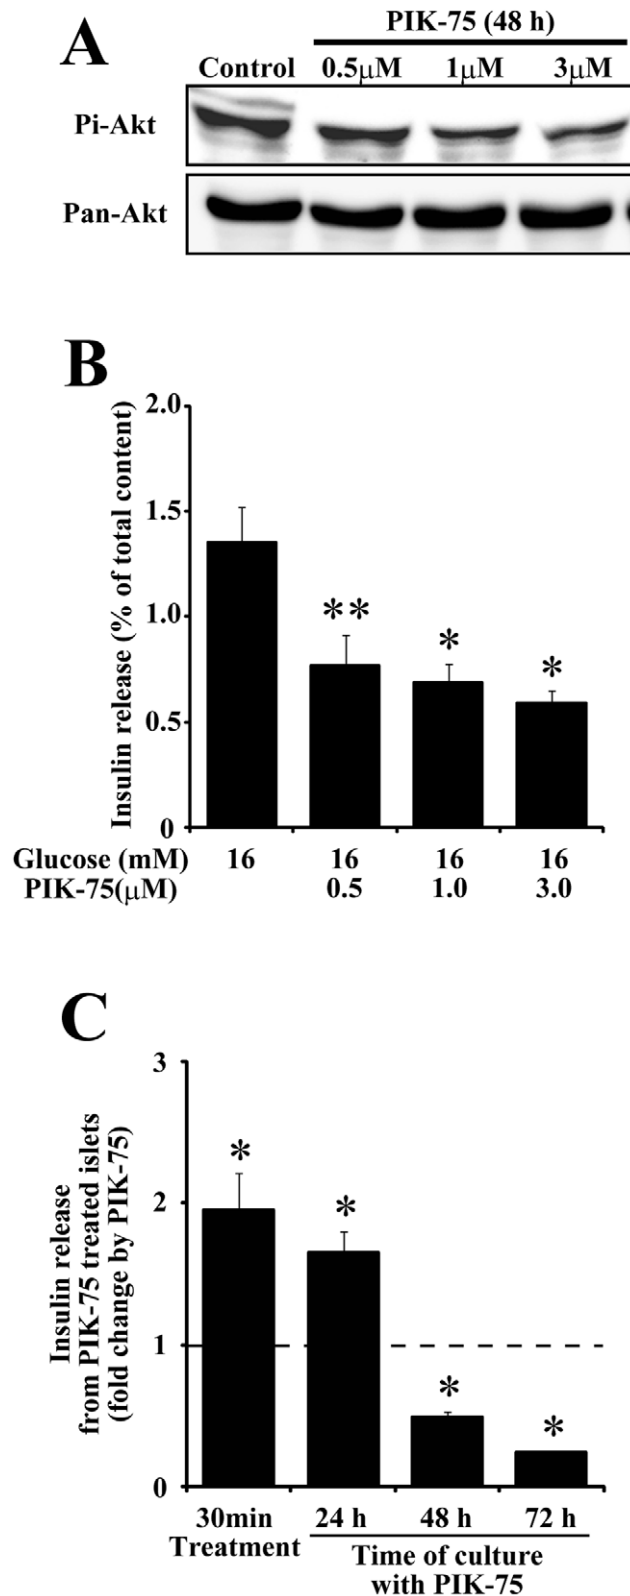 A
PIK-75 (48 h)
Control 0.5μM 1μM 3μM
Pi-Akt
Pan-Akt
B
Insulin release (% of total content)
2.0
1.5
1.0
0.5
0
** * *
Glucose (mM) 16 16 16 16
PIK-75(μM) 0.5 1.0 3.0
C
Insulin release
from PIK-75 treated islets
(fold change by PIK-75)
3
2
1
0
* * * *
30min 24 h 48 h 72 h
Treatment
Time of culture
with PIK-75